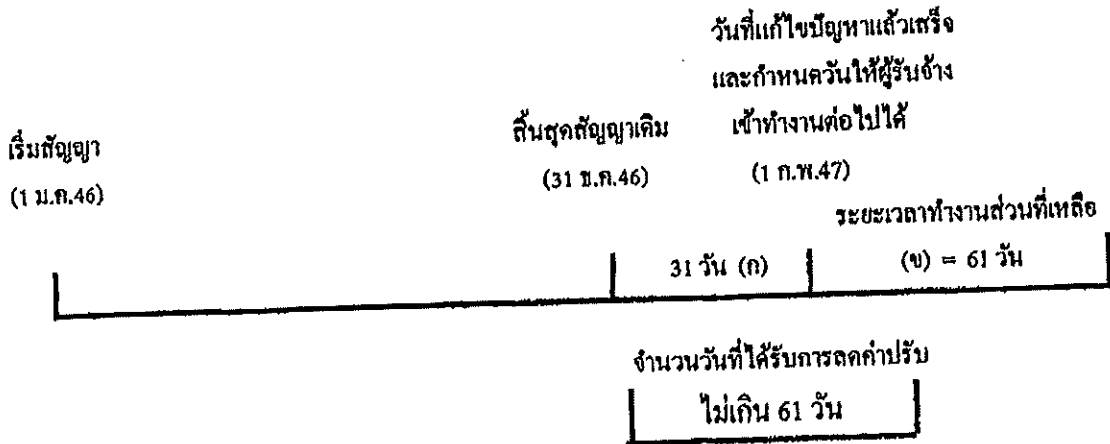 วันที่แก้ไขปัญหาแล้วเสร็จ
และกำหนดวันให้ผู้รับจ้าง
เข้าทำงานต่อไปได้
(1 ก.พ.47)
สิ้นสุดสัญญาเดิม
(31 ธ.ค.46)
เริ่มสัญญา
(1 ม.ค.46)
ระยะเวลาทำงานส่วนที่เหลือ
31 วัน (ก)
(ข) = 61 วัน
จำนวนวันที่ได้รับการลดค่าปรับ
ไม่เกิน 61 วัน